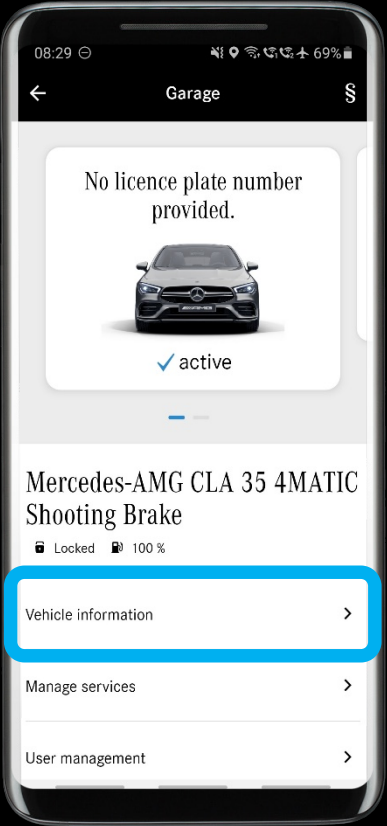 08:29 69%
Garage §
No licence plate number
provided.
active
Mercedes-AMG CLA 35 4MATIC
Shooting Brake
Locked 100 %
Vehicle information
Manage services
User management